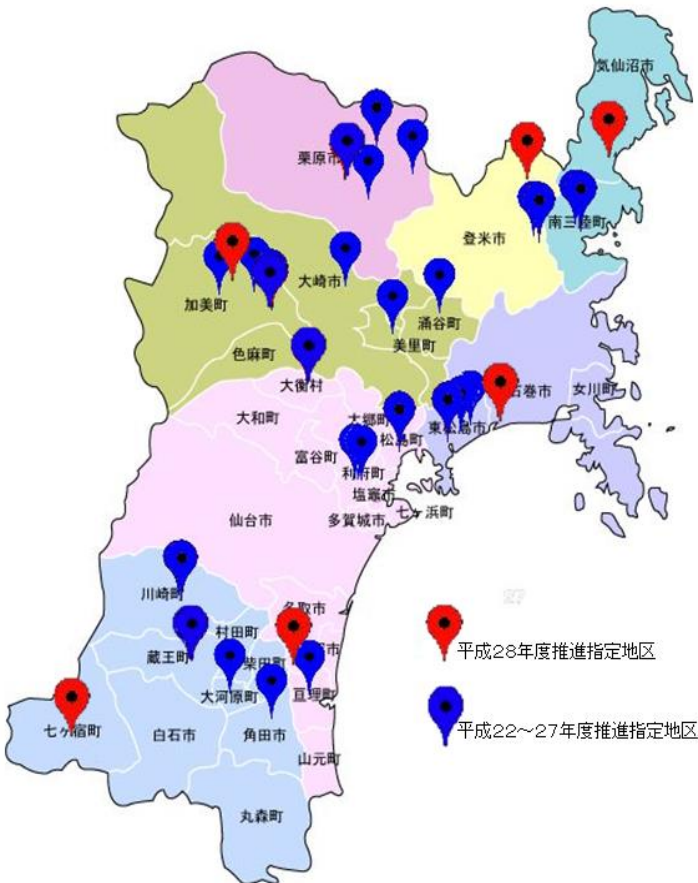 気仙沼市
栗原市
南三陸町
登米市
大崎市
加美町
涌谷町
美里町
色麻町
大衡村
石巻市
女川町
大和町
大郷町
東松島市
松島町
富谷町
利府町
塩竈市
七ヶ浜町
仙台市
多賀城市
川崎町
名取市
村田町
蔵王町
柴田町
市
平成28年度推進指定地区
大河原町
亘理町
七ヶ宿町
白石市
角田市
平成22～27年度推進指定地区
山元町
丸森町